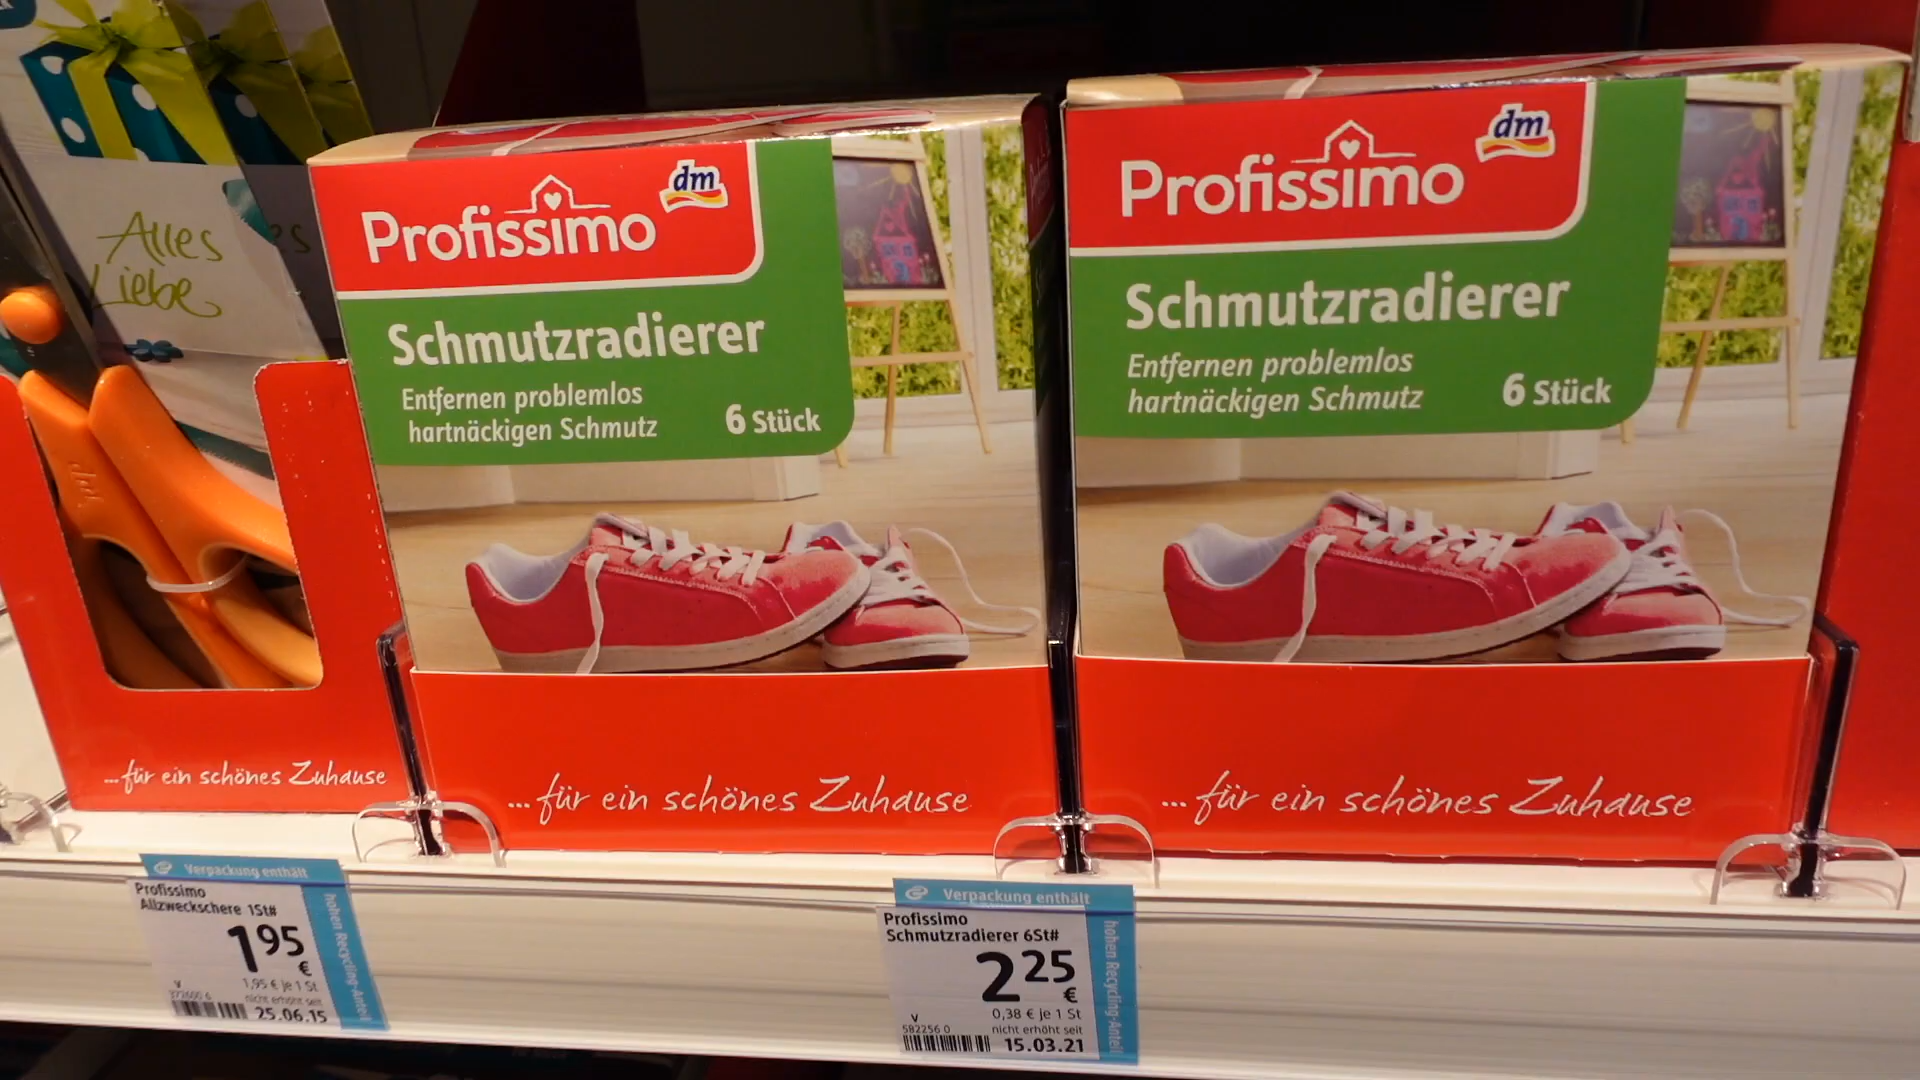 Alles
Liebe
es
dm
...für ein schönes Zuhause
Profissimo
dm
Schmutzradierer
Entfernen problemlos
hartnäckigen Schmutz
6 Stück
...für ein schönes Zuhause
Profissimo
dm
Schmutzradierer
Entfernen problemlos
hartnäckigen Schmutz
6 Stück
...für ein schönes Zuhause
Verpackung enthält
hohen Recycling-Anteil
Profissimo
Allzweckschere 1St#
1 95
€
1,95 € je 1 St
V
nicht erhöht seit
25.06.15
Verpackung enthält
hohen Recycling-Anteil
Profissimo
Schmutzradierer 6St#
2 25
€
0,38 € je 1 St
V
582256 0
nicht erhöht seit
15.03.21